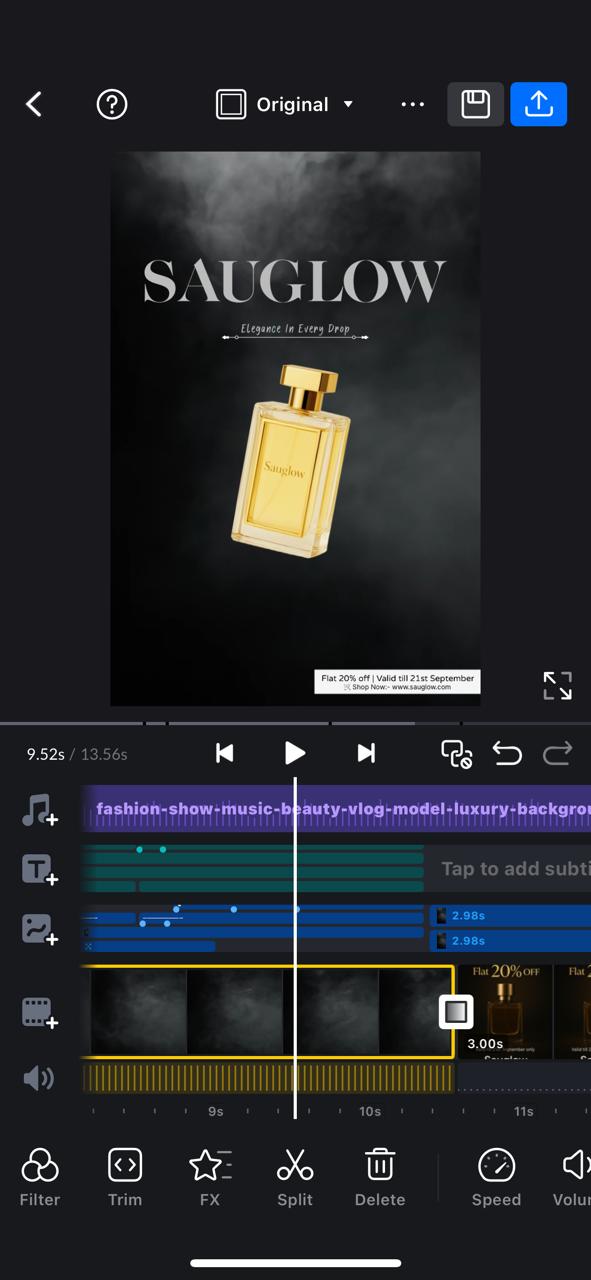 Original
SAUGLOW
Elegance In Every Drop
Sauglow
Flat 20% off | Valid till 21st September
Shop Now:- www.sauglow.com
9.52s / 13.56s
fashion-show-music-beauty-vlog-model-luxury-backgrou
Tap to add subti
2.98s
2.98s
Flat 20% OFF
Flat 2
3.00s
9s
10s
11s
Filter
Trim
FX
Split
Delete
Speed
Volu